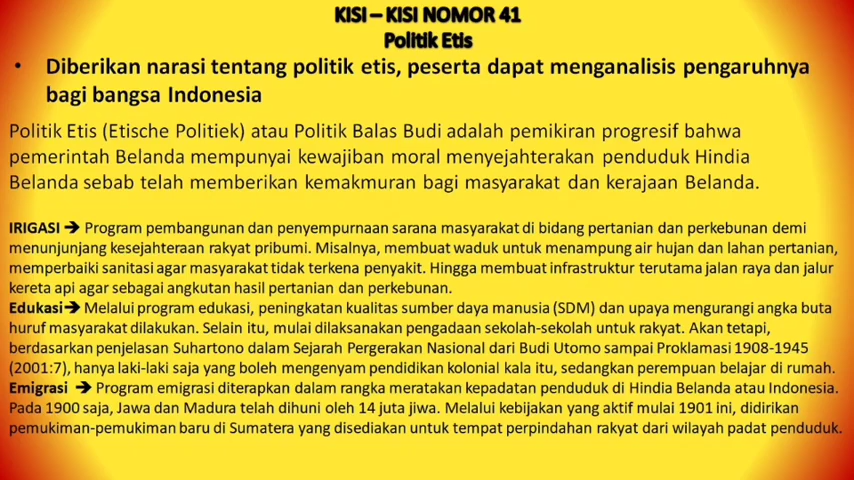 KISI – KISI NOMOR 41
Politik Etis
• Diberikan narasi tentang politik etis, peserta dapat menganalisis pengaruhnya
bagi bangsa Indonesia
Politik Etis (Etische Politiek) atau Politik Balas Budi adalah pemikiran progresif bahwa
pemerintah Belanda mempunyai kewajiban moral menyejahterakan penduduk Hindia
Belanda sebab telah memberikan kemakmuran bagi masyarakat dan kerajaan Belanda.
IRIGASI ➔ Program pembangunan dan penyempurnaan sarana masyarakat di bidang pertanian dan perkebunan demi
menunjunjang kesejahteraan rakyat pribumi. Misalnya, membuat waduk untuk menampung air hujan dan lahan pertanian,
memperbaiki sanitasi agar masyarakat tidak terkena penyakit. Hingga membuat infrastruktur terutama jalan raya dan jalur
kereta api agar sebagai angkutan hasil pertanian dan perkebunan.
Edukasi➔ Melalui program edukasi, peningkatan kualitas sumber daya manusia (SDM) dan upaya mengurangi angka buta
huruf masyarakat dilakukan. Selain itu, mulai dilaksanakan pengadaan sekolah-sekolah untuk rakyat. Akan tetapi,
berdasarkan penjelasan Suhartono dalam Sejarah Pergerakan Nasional dari Budi Utomo sampai Proklamasi 1908-1945
(2001:7), hanya laki-laki saja yang boleh mengenyam pendidikan kolonial kala itu, sedangkan perempuan belajar di rumah.
Emigrasi ➔ Program emigrasi diterapkan dalam rangka meratakan kepadatan penduduk di Hindia Belanda atau Indonesia.
Pada 1900 saja, Jawa dan Madura telah dihuni oleh 14 juta jiwa. Melalui kebijakan yang aktif mulai 1901 ini, didirikan
pemukiman-pemukiman baru di Sumatera yang disediakan untuk tempat perpindahan rakyat dari wilayah padat penduduk.